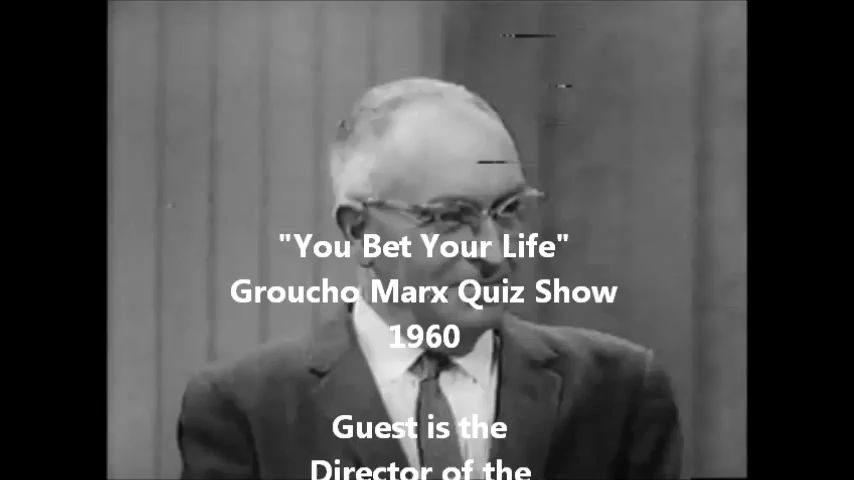 "You Bet Your Life"
Groucho Marx Quiz Show
1960
Guest is the
Director of the